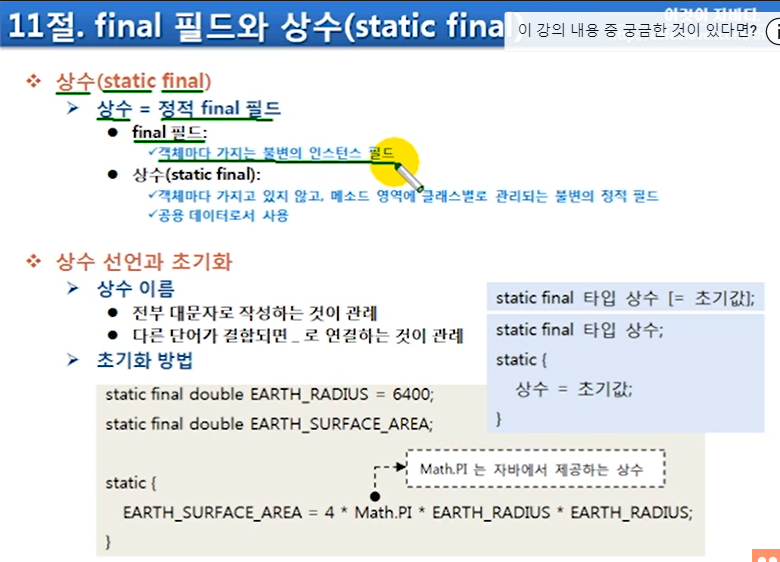 11절. final 필드와 상수(static final)
이것이 자바다.
이 강의 내용 중 궁금한 것이 있다면?
상수(static final)
상수 = 정적 final 필드
final 필드:
객체마다 가지는 불변의 인스턴스 필드
상수(static final):
객체마다 가지고 있지 않고, 메소드 영역에 클래스별로 관리되는 불변의 정적 필드
공용 데이터로서 사용
상수 선언과 초기화
상수 이름
전부 대문자로 작성하는 것이 관례
다른 단어가 결합되면 _ 로 연결하는 것이 관례
초기화 방법
static final 타입 상수 [= 초기값];
static final 타입 상수;
static {
상수 = 초기값;
}
static final double EARTH_RADIUS = 6400;
static final double EARTH_SURFACE_AREA;
Math.PI 는 자바에서 제공하는 상수
static {
EARTH_SURFACE_AREA = 4 * Math.PI * EARTH_RADIUS * EARTH_RADIUS;
}